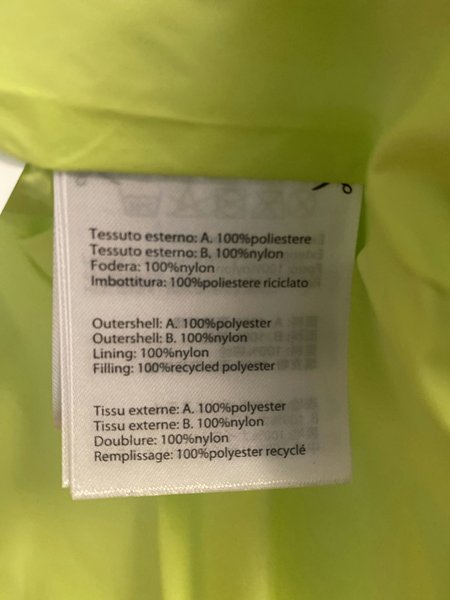 Tessuto esterno: A. 100%poliestere
Tessuto esterno: B. 100%nylon
Fodera: 100%nylon
Imbottitura: 100%poliestere riciclato
Outershell: A. 100%polyester
Outershell: B. 100%nylon
Lining: 100%nylon
Filling: 100%recycled polyester
Tissu externe: A. 100%polyester
Tissu externe: B. 100%nylon
Doublure: 100%nylon
Remplissage: 100%polyester recyclé